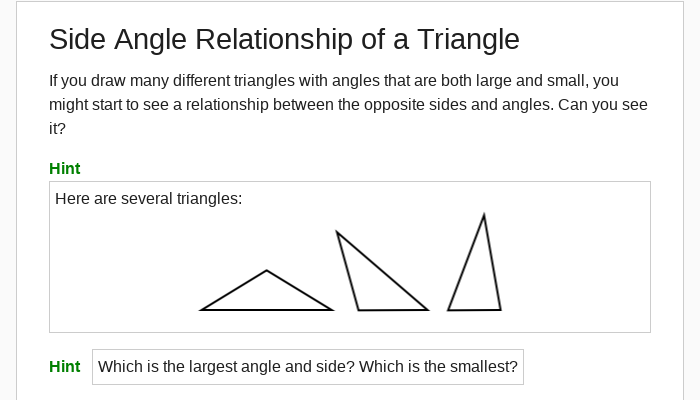 Side Angle Relationship of a Triangle
If you draw many different triangles with angles that are both large and small, you
might start to see a relationship between the opposite sides and angles. Can you see
it?
Hint
Here are several triangles:
Hint Which is the largest angle and side? Which is the smallest?